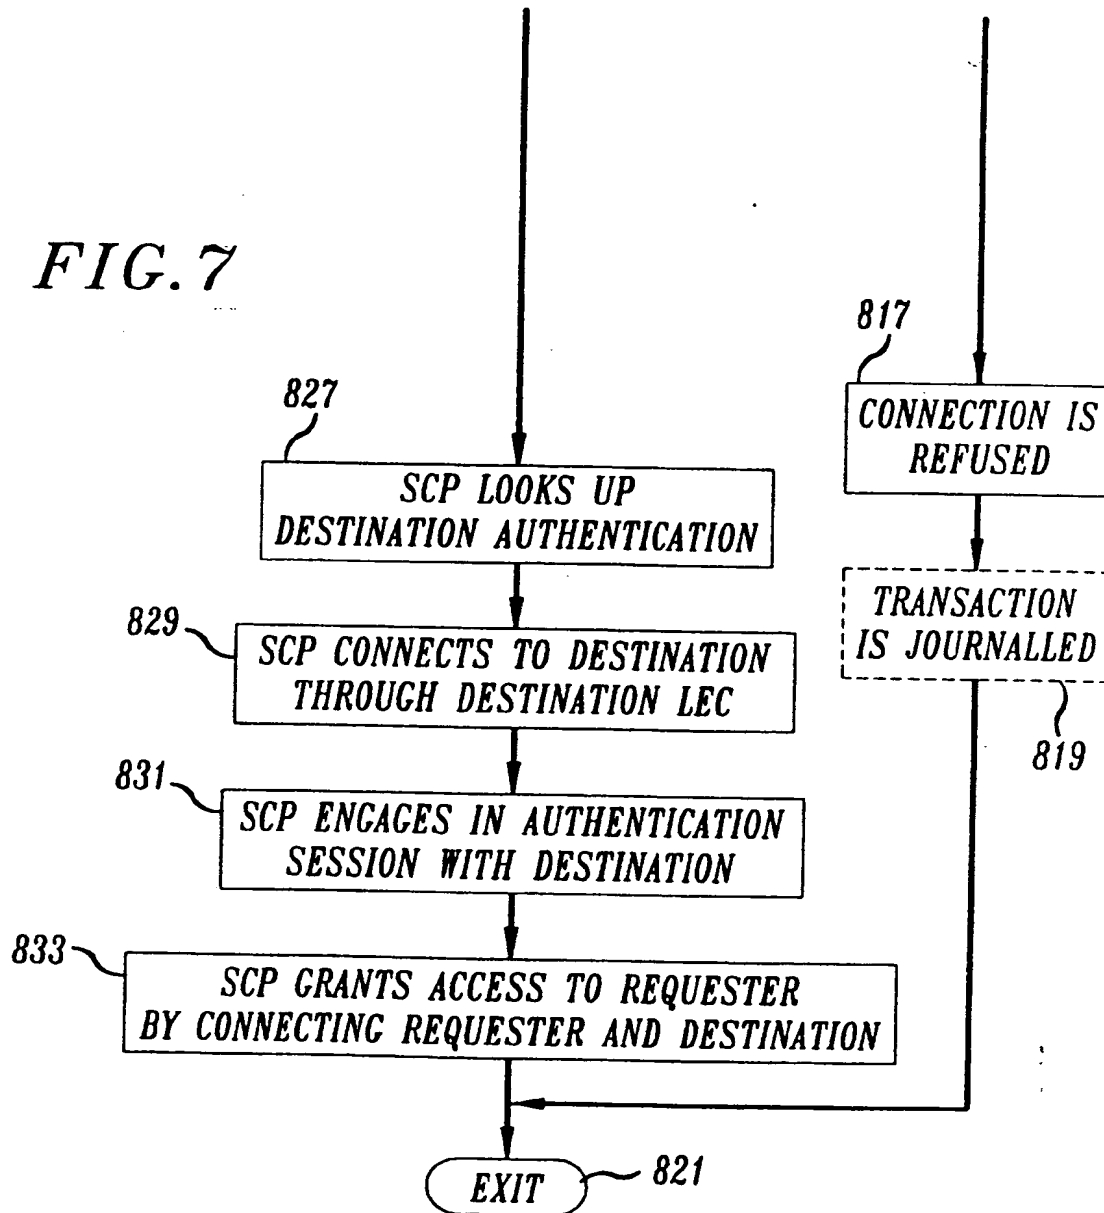 FIG. 7
817
CONNECTION IS
REFUSED
827
SCP LOOKS UP
DESTINATION AUTHENTICATION
TRANSACTION
IS JOURNALLED
819
829
SCP CONNECTS TO DESTINATION
THROUGH DESTINATION LEC
831
SCP ENGAGES IN AUTHENTICATION
SESSION WITH DESTINATION
833
SCP GRANTS ACCESS TO REQUESTER
BY CONNECTING REQUESTER AND DESTINATION
EXIT
821